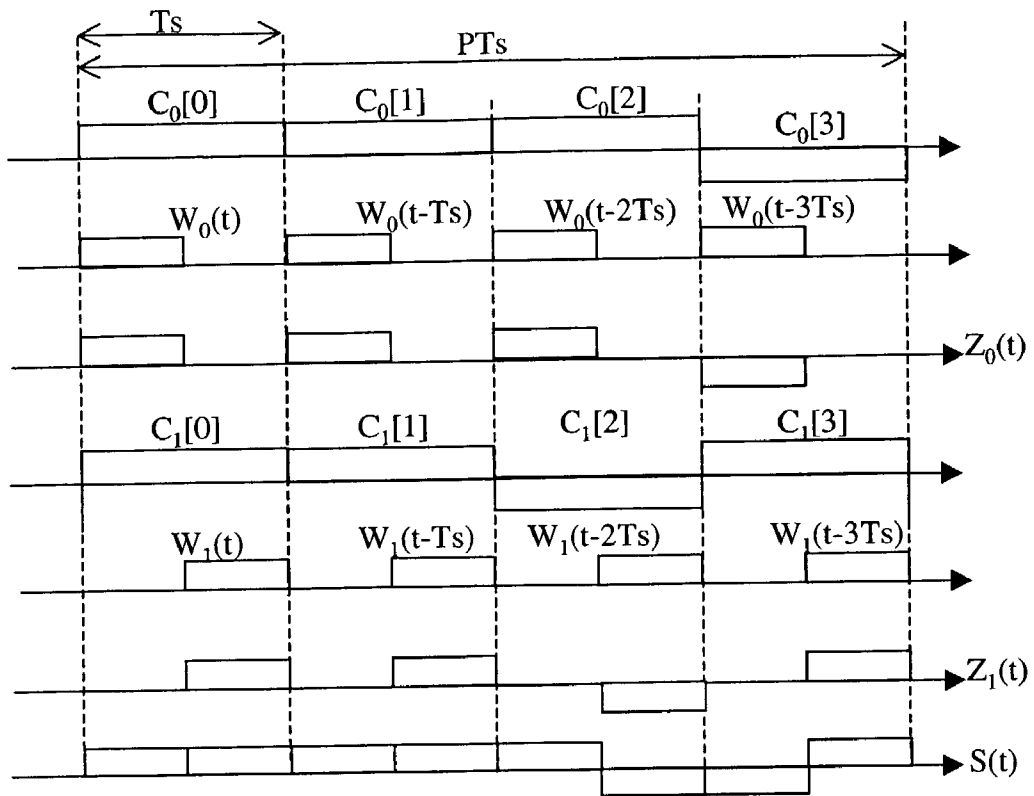 Ts
PTs
C₀[0] C₀[1] C₀[2] C₀[3]
W₀(t) W₀(t-Ts) W₀(t-2Ts) W₀(t-3Ts)
Z₀(t)
C₁[0] C₁[1] C₁[2] C₁[3]
W₁(t) W₁(t-Ts) W₁(t-2Ts) W₁(t-3Ts)
Z₁(t)
S(t)